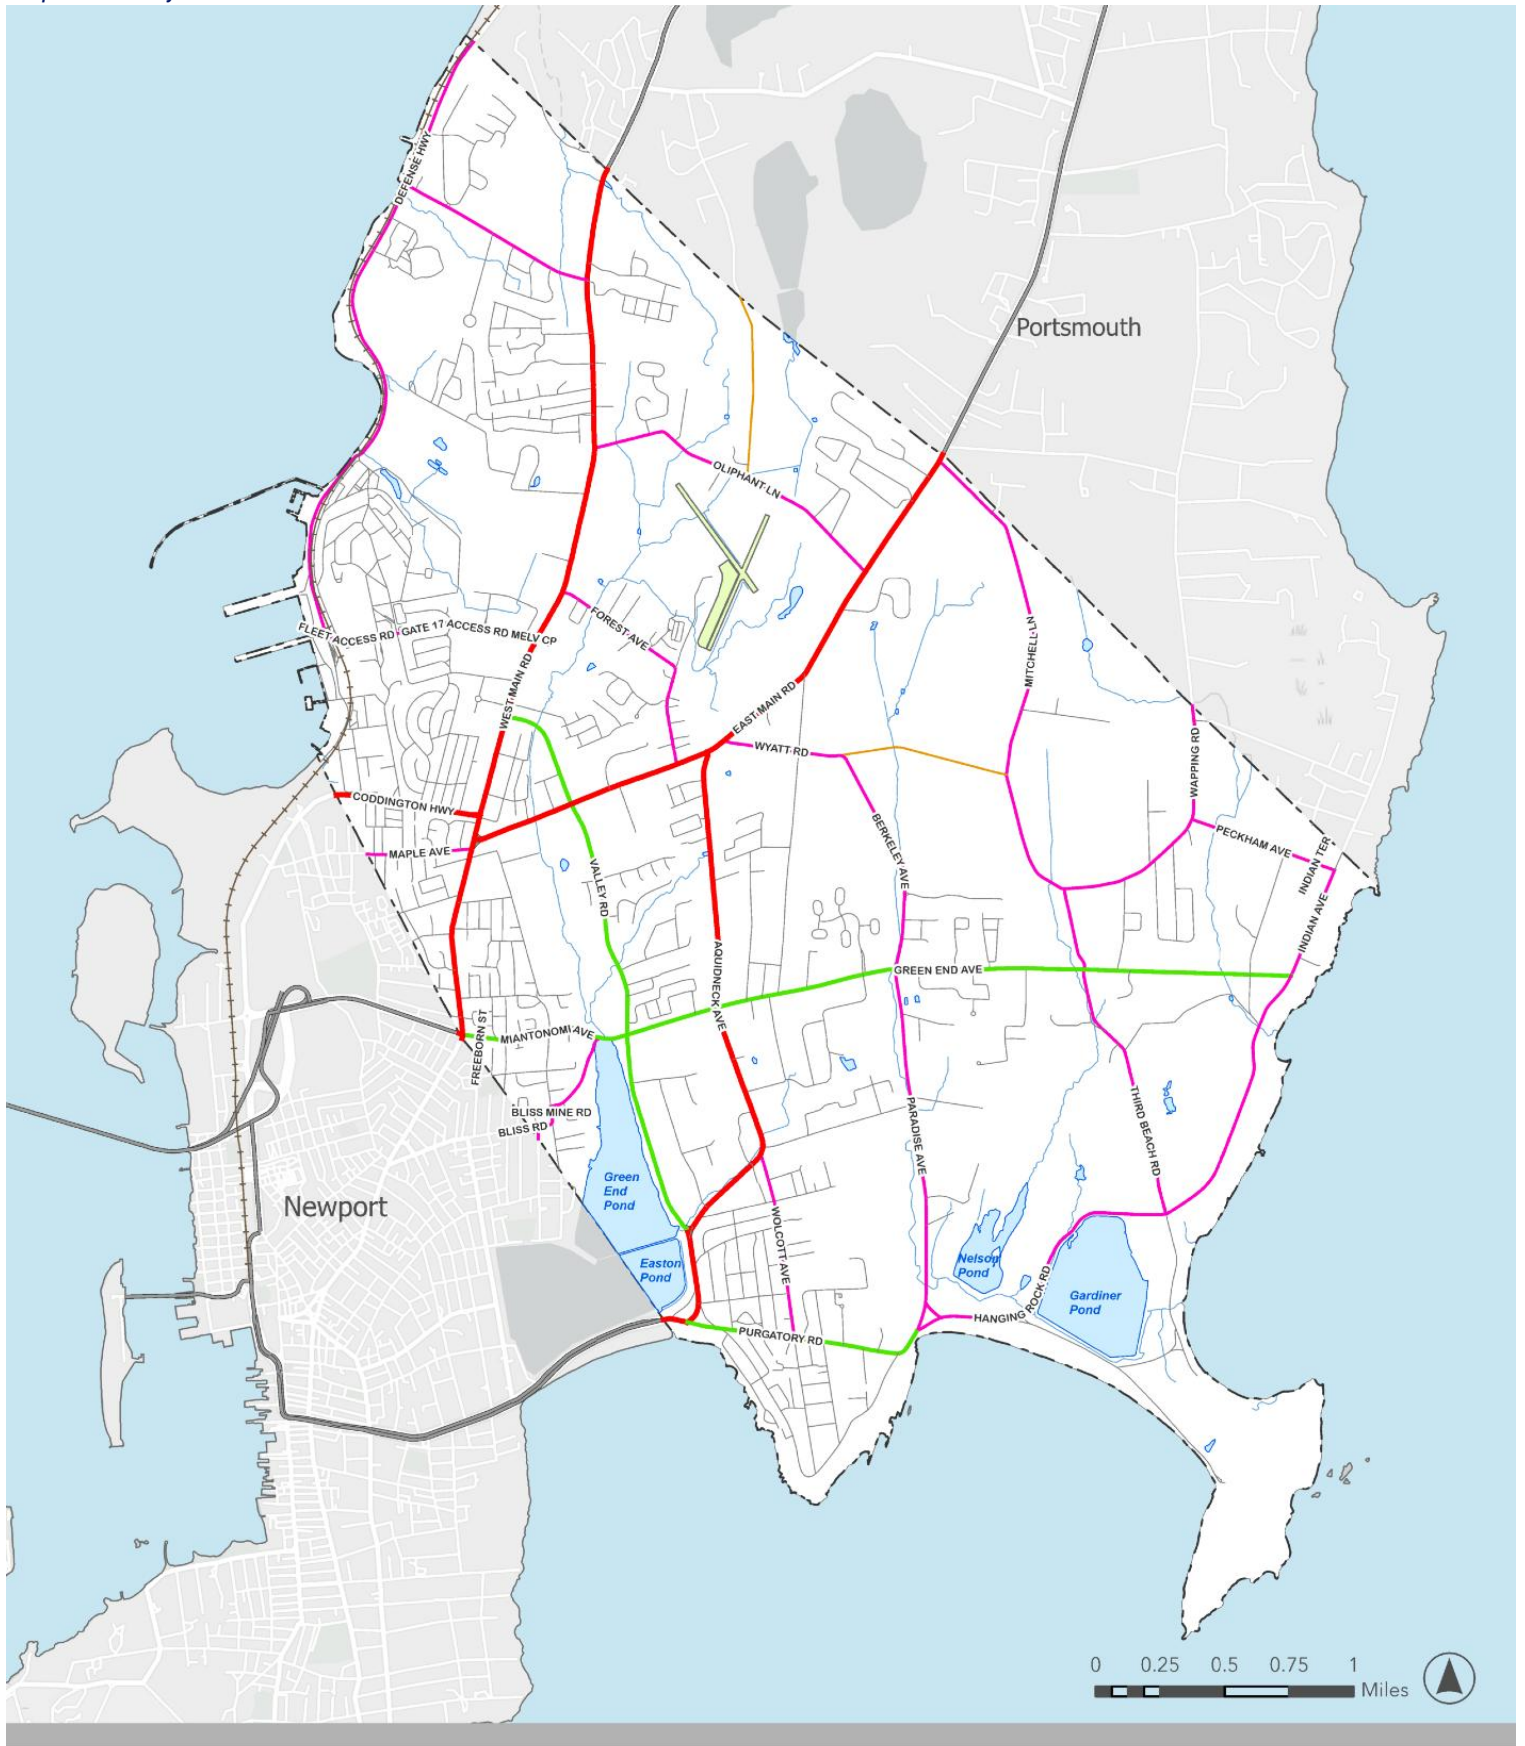 DEFENSE HWY
Portsmouth
OLIPHANT LN
FOREST AVE
FLEET ACCESS RD
GATE 17 ACCESS RD MELV CP
WEST MAIN RD
MITCHELL LN
EAST MAIN RD
WYATT RD
WAPPING RD
CODDINGTON HWY
MAPLE AVE
BERKELEY AVE
PECKHAM AVE
INDIAN TER
VALLEY RD
INDIAN AVE
AQUIDNECK AVE
GREEN END AVE
FREEBORN ST
MIANTONOMI AVE
BLISS MINE RD
BLISS RD
PARADISE AVE
THIRD BEACH RD
Green
End
Pond
Newport
WOLCOTT AVE
Easton
Pond
Nelson
Pond
HANGING ROCK RD
Gardiner
Pond
PURGATORY RD
0 0.25 0.5 0.75 1
Miles